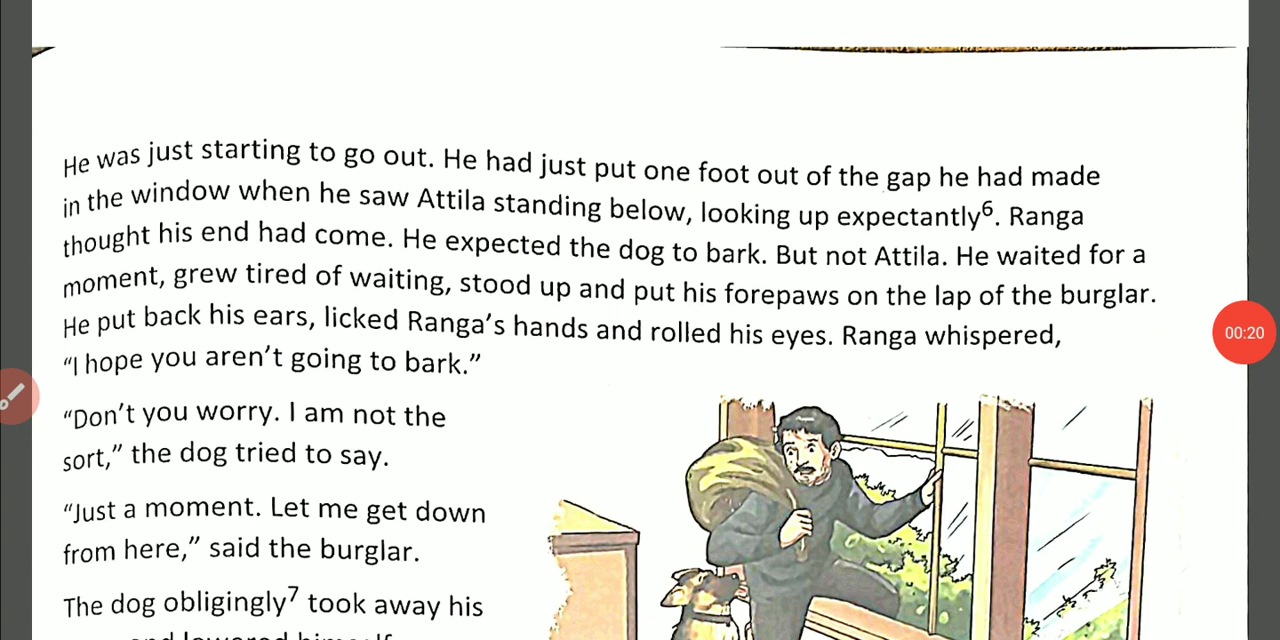 He was just starting to go out. He had just put one foot out of the gap he had made
in the window when he saw Attila standing below, looking up expectantly⁶. Ranga
thought his end had come. He expected the dog to bark. But not Attila. He waited for a
moment, grew tired of waiting, stood up and put his forepaws on the lap of the burglar.
He put back his ears, licked Ranga’s hands and rolled his eyes. Ranga whispered,
“I hope you aren’t going to bark.”
“Don’t you worry. I am not the
sort,” the dog tried to say.
“Just a moment. Let me get down
from here,” said the burglar.
The dog obligingly⁷ took away his
and lowered himself
00:20